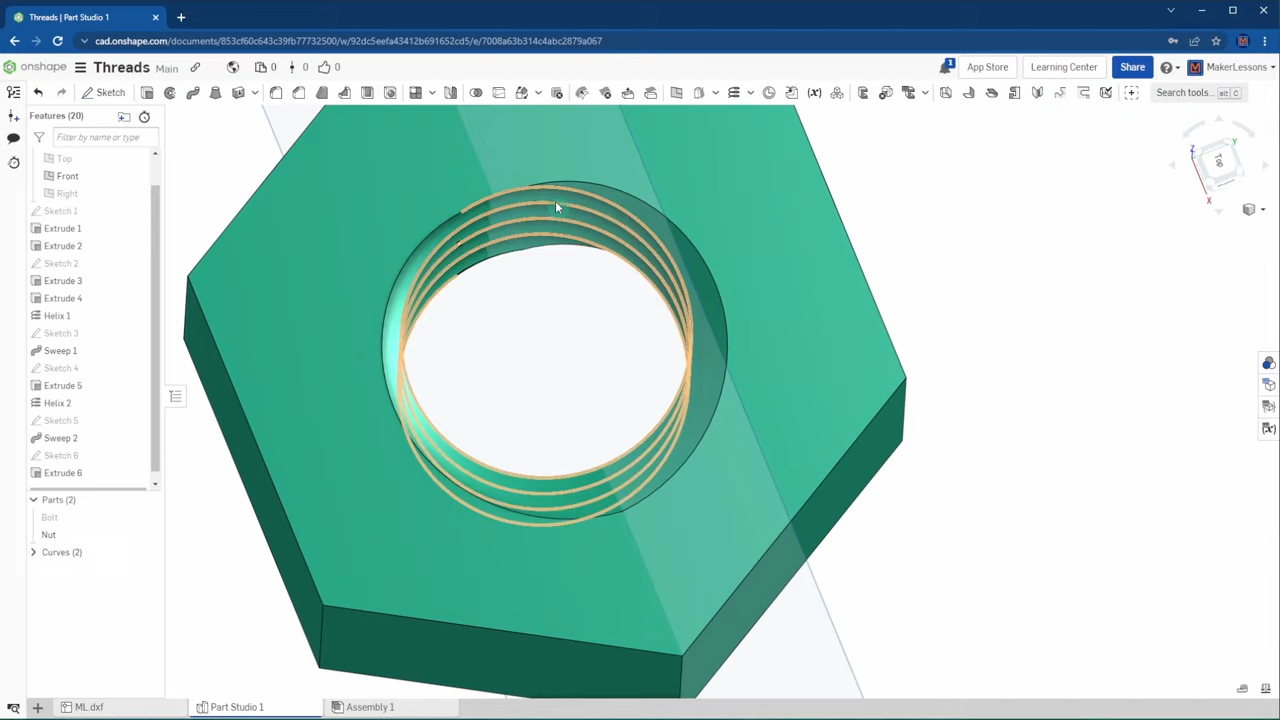 Threads | Part Studio 1
cad.onshape.com/documents/853cf60c643c39fb77732500/w/92dc5eefa43412b691652cd5/e/7008a63b314c4abc2879a067
onshape Threads Main 0 0 0 1 App Store Learning Center Share MakerLessons
Sketch Search tools... alt C
Features (20)
Filter by name or type
Top
Front
Right
Sketch 1
Extrude 1
Extrude 2
Sketch 2
Extrude 3
Extrude 4
Helix 1
Sketch 3
Sweep 1
Sketch 4
Extrude 5
Helix 2
Sketch 5
Sweep 2
Sketch 6
Extrude 6
Parts (2)
Bolt
Nut
Curves (2)
Z
Y
Top
X
ML.dxf Part Studio 1 Assembly 1